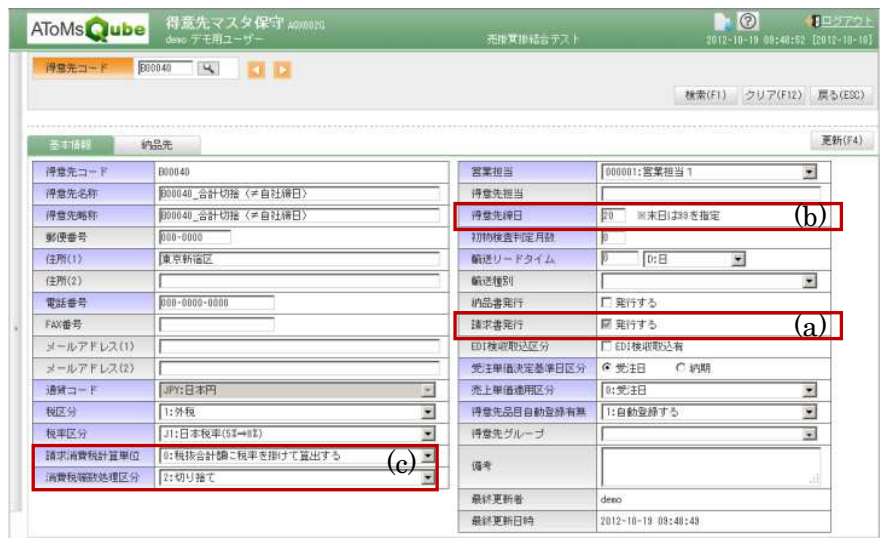 AToMsQube
得意先マスタ保守 AQX002G
demo デモ用ユーザー
売掛買掛結合テスト
ログアウト
2012-10-19 09:48:52 [2012-10-10]
得意先コード B00040
検索(F1) クリア(F12) 戻る(ESC)
基本情報 納品先 更新(F4)
得意先コード B00040
得意先名称 B00040_合計切捨（≠自社締日）
得意先略称 B00040_合計切捨（≠自社締日）
郵便番号 000-0000
住所(1) 東京新宿区
住所(2)
電話番号 000-0000-0000
FAX番号
メールアドレス(1)
メールアドレス(2)
通貨コード JPY:日本円
税区分 1:外税
税率区分 J1:日本税率(5%→8%)
請求消費税計算単位 0:税抜合計額に税率を掛けて算出する
消費税端数処理区分 2:切り捨て
(c)
営業担当 000001:営業担当1
得意先担当
得意先締日 20 ※末日は99を指定 (b)
初物検査判定月数 0
輸送リードタイム 0 D:日
輸送種別
納品書発行 発行する
請求書発行 発行する (a)
EDI検収取込区分 EDI検収取込有
受注単価決定基準日区分 受注日 納期
売上単価適用区分 0:受注日
得意先品目自動登録有無 1:自動登録する
得意先グループ
備考
最終更新者 demo
最終更新日時 2012-10-19 09:48:49